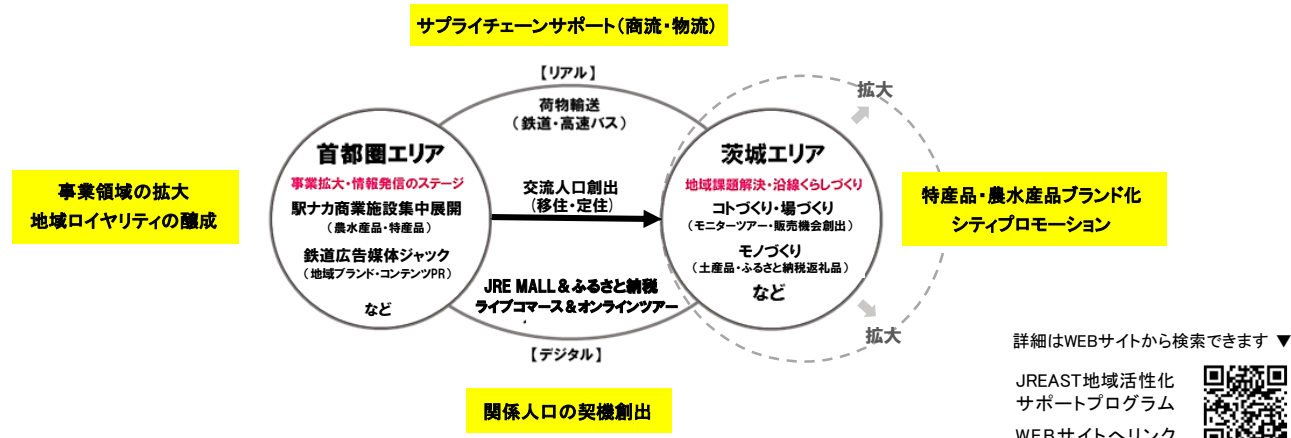 サプライチェーンサポート(商流・物流)
【リアル】
荷物輸送
(鉄道・高速バス)
拡大
首都圏エリア
事業拡大・情報発信のステージ
駅ナカ商業施設集中展開
(農水産品・特産品)
鉄道広告媒体ジャック
(地域ブランド・コンテンツPR)
など
事業領域の拡大
地域ロイヤリティの醸成
交流人口創出
(移住・定住)
茨城エリア
地域課題解決・沿線くらしづくり
コトづくり・場づくり
(モニターツアー・販売機会創出)
モノづくり
(土産品・ふるさと納税返礼品)
など
特産品・農水産品ブランド化
シティプロモーション
JRE MALL&ふるさと納税
ライブコマース&オンラインツアー
【デジタル】
拡大
関係人口の契機創出
詳細はWEBサイトから検索できます ▼
JREAST地域活性化
サポートプログラム
WEBサイトへリンク